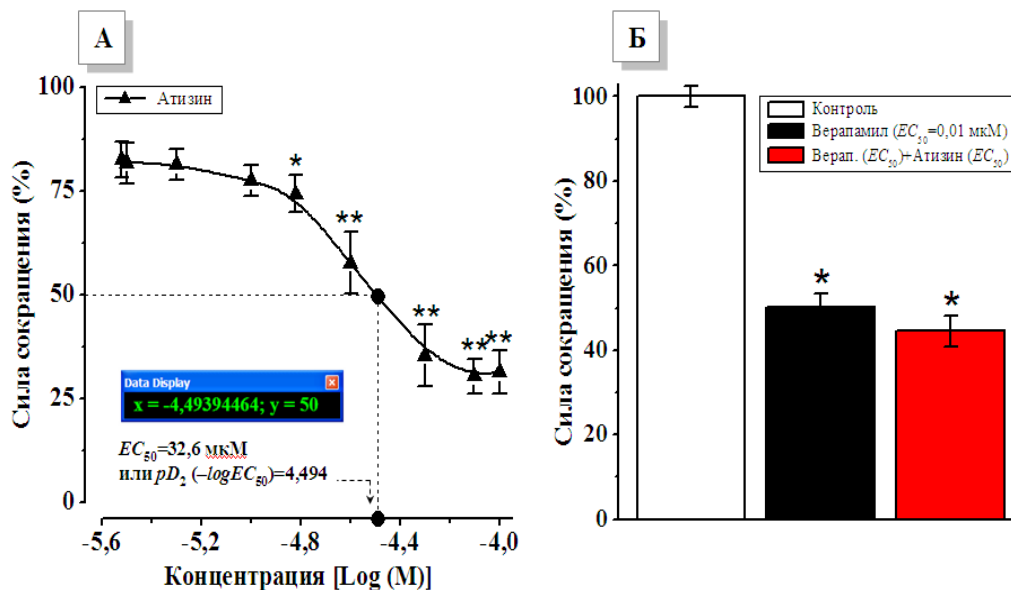 А
Сила сокращения (%)
100
75
50
25
0
Атизин
*
**
**
**
**
Data Display
x = -4,49394464; y = 50
EC50=32,6 мкМ
или pD2 (–logEC50)=4,494
-5,6
-5,2
-4,8
-4,4
-4,0
Концентрация [Log (M)]
Б
Сила сокращения (%)
100
80
60
40
20
0
Контроль
Верапамил (EC50=0,01 мкМ)
Верап. (EC50)+Атизин (EC50)
*
*